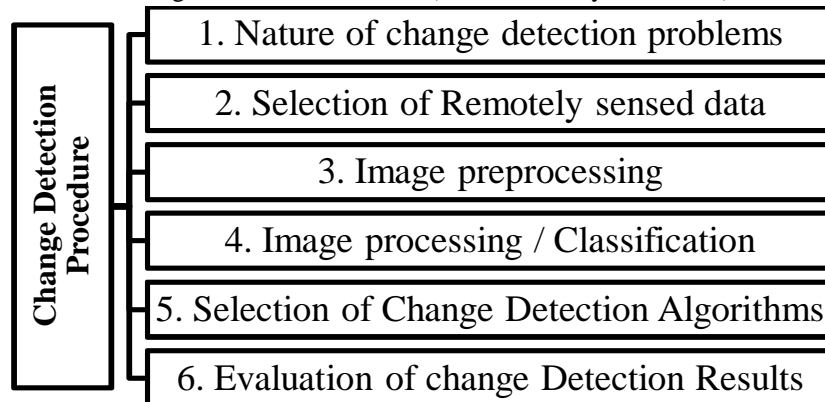 1. Nature of change detection problems
2. Selection of Remotely sensed data
3. Image preprocessing
4. Image processing / Classification
5. Selection of Change Detection Algorithms
6. Evaluation of change Detection Results
Change Detection
Procedure